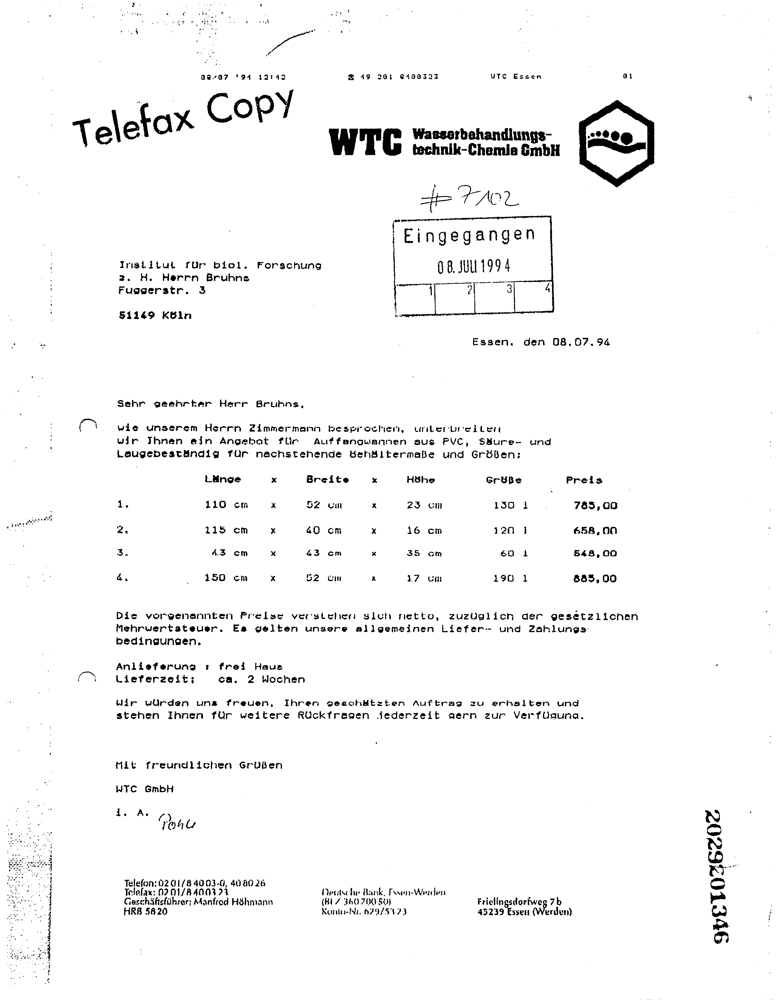 08/07 '94 12:42 ☎ 49 201 8400323 WTC Essen 01
Telefax Copy
WTC Wasserbehandlungs-
technik-Chemie GmbH
#7102
Eingegangen
08. JULI 1994
1 2 3 4
Institut für biol. Forschung
z. H. Herrn Bruhns
Fuggerstr. 3
51149 Köln
Essen, den 08.07.94
Sehr geehrter Herr Bruhns,
wie unserem Herrn Zimmermann besprochen, unterbreiten
wir Ihnen ein Angebot für Auffangwannen aus PVC, Säure- und
Laugebeständig für nachstehende Behältermaße und Größen:
Länge x Breite x Höhe Größe Preis
1. 110 cm x 52 cm x 23 cm 130 l 785,00
2. 115 cm x 40 cm x 16 cm 120 l 658,00
3. 43 cm x 43 cm x 35 cm 60 l 548,00
4. 150 cm x 52 cm x 17 cm 190 l 885,00
Die vorgenannten Preise verstehen sich netto, zuzüglich der gesetzlichen
Mehrwertsteuer. Es gelten unsere allgemeinen Liefer- und Zahlungs
bedingungen.
Anlieferung : frei Haus
Lieferzeit: ca. 2 Wochen
Wir würden uns freuen, Ihren geschätzten Auftrag zu erhalten und
stehen Ihnen für weitere Rückfragen jederzeit gern zur Verfügung.
Mit freundlichen Grüßen
WTC GmbH
i. A.
Telefon: 02 01/8 40 03-0, 40 80 26
Telefax: 02 01/8 40 03 23
Geschäftsführer: Manfred Höhmann
HRB 5820
Deutsche Bank, Essen-Werden
(BLZ 360 700 50)
Konto-Nr. 629/53 23
Frielingsdorfweg 7b
45239 Essen (Werden)
2029201346